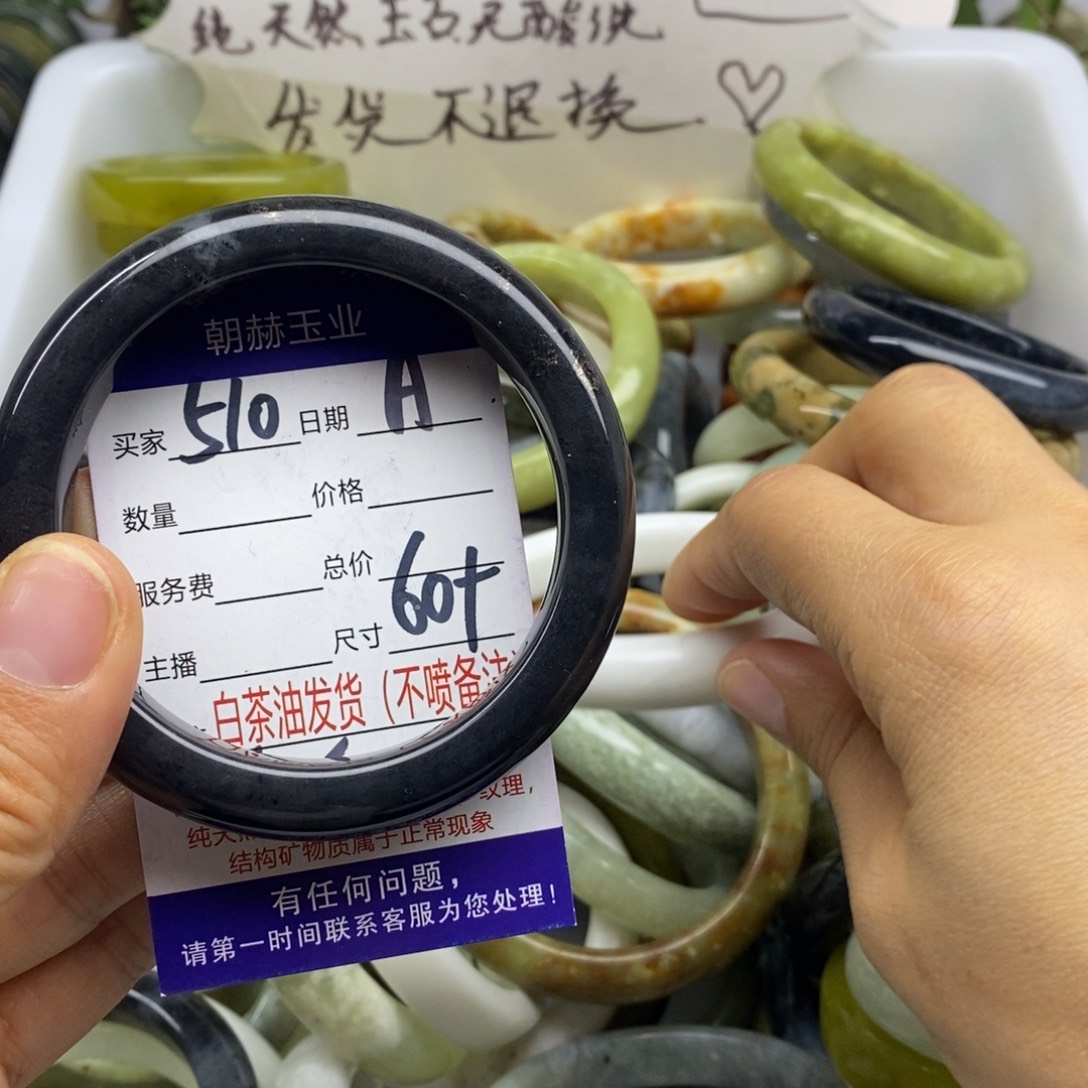 纯天然玉石无酸洗
发货不退换
朝赫玉业
买家 510 日期 A
数量 价格
服务费 总价
主播 尺寸 60+
白茶油发货（不喷备注
纹理，
纯天
结构矿物质属于正常现象
有任何问题，
请第一时间联系客服为您处理！